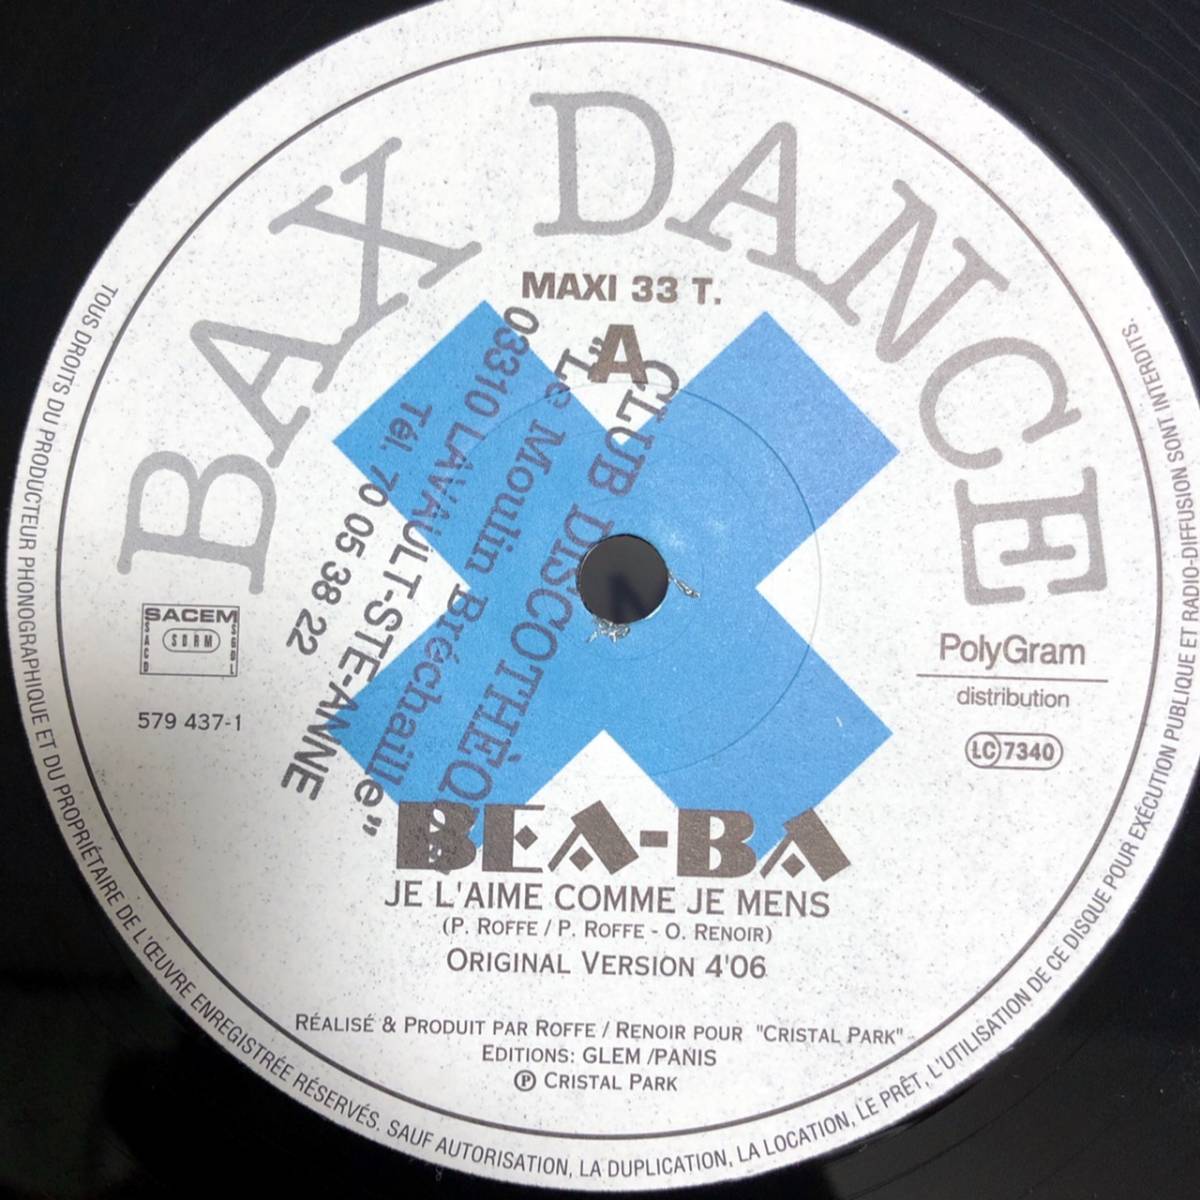 BAX DANCE
MAXI 33 T.
A
"CLUB DISCOTHÈQUE
"Le Moulin Bréchaille"
03310 LAVAULT-STE-ANNE
Tél. 70 05 38 22
SACEM
SACD
SDRM
SGDL
579 437-1
PolyGram
distribution
LC 7340
BEA-BA
JE L'AIME COMME JE MENS
(P. ROFFE / P. ROFFE - O. RENOIR)
ORIGINAL VERSION 4'06
RÉALISÉ & PRODUIT PAR ROFFE / RENOIR POUR "CRISTAL PARK"
EDITIONS: GLEM /PANIS
℗ CRISTAL PARK
TOUS DROITS DU PRODUCTEUR PHONOGRAPHIQUE ET DU PROPRIÉTAIRE DE L'ŒUVRE ENREGISTRÉE RÉSERVÉS. SAUF AUTORISATION, LA DUPLICATION, LA LOCATION, LE PRÊT, L'UTILISATION DE CE DISQUE POUR EXÉCUTION PUBLIQUE ET RADIO-DIFFUSION SONT INTERDITS.